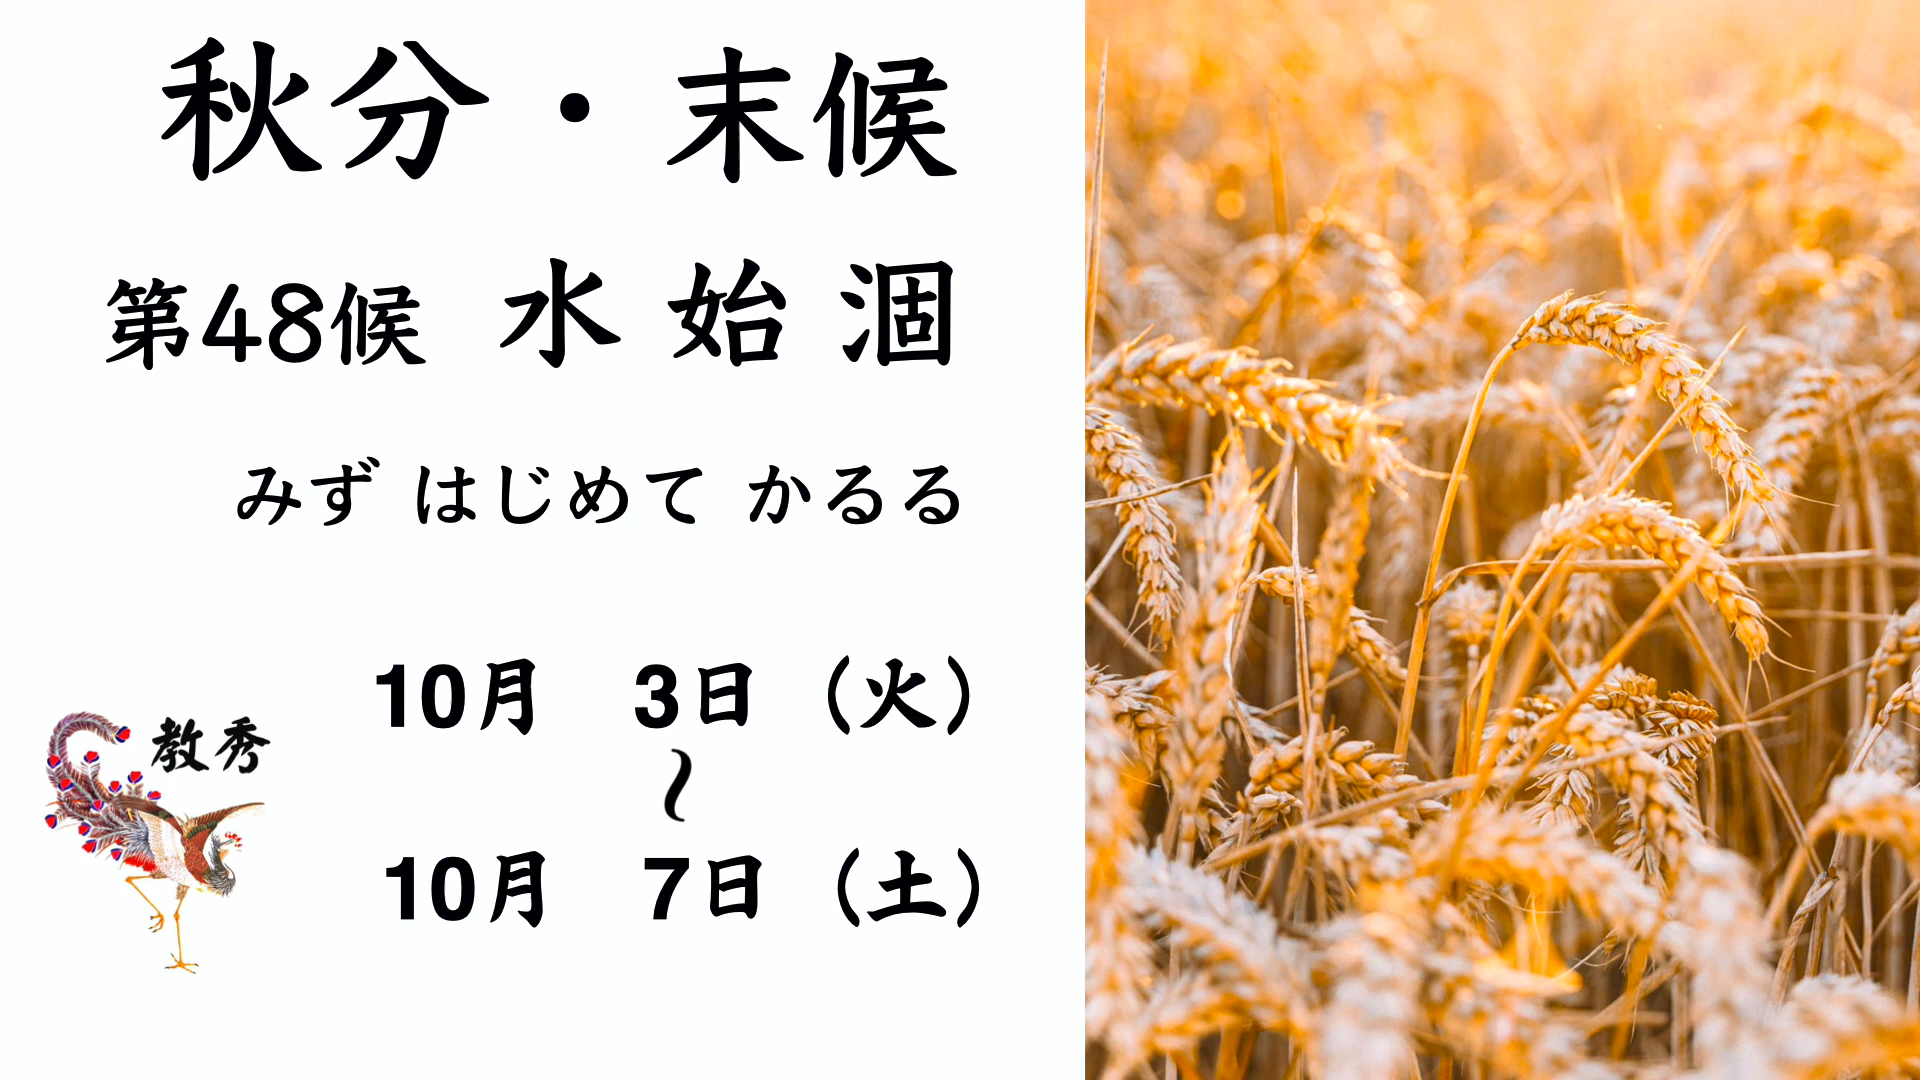 秋分・末候
第48候 水 始 涸
みず はじめて かるる
10月 3日 （火）
〜
10月 7日 （土）
教秀